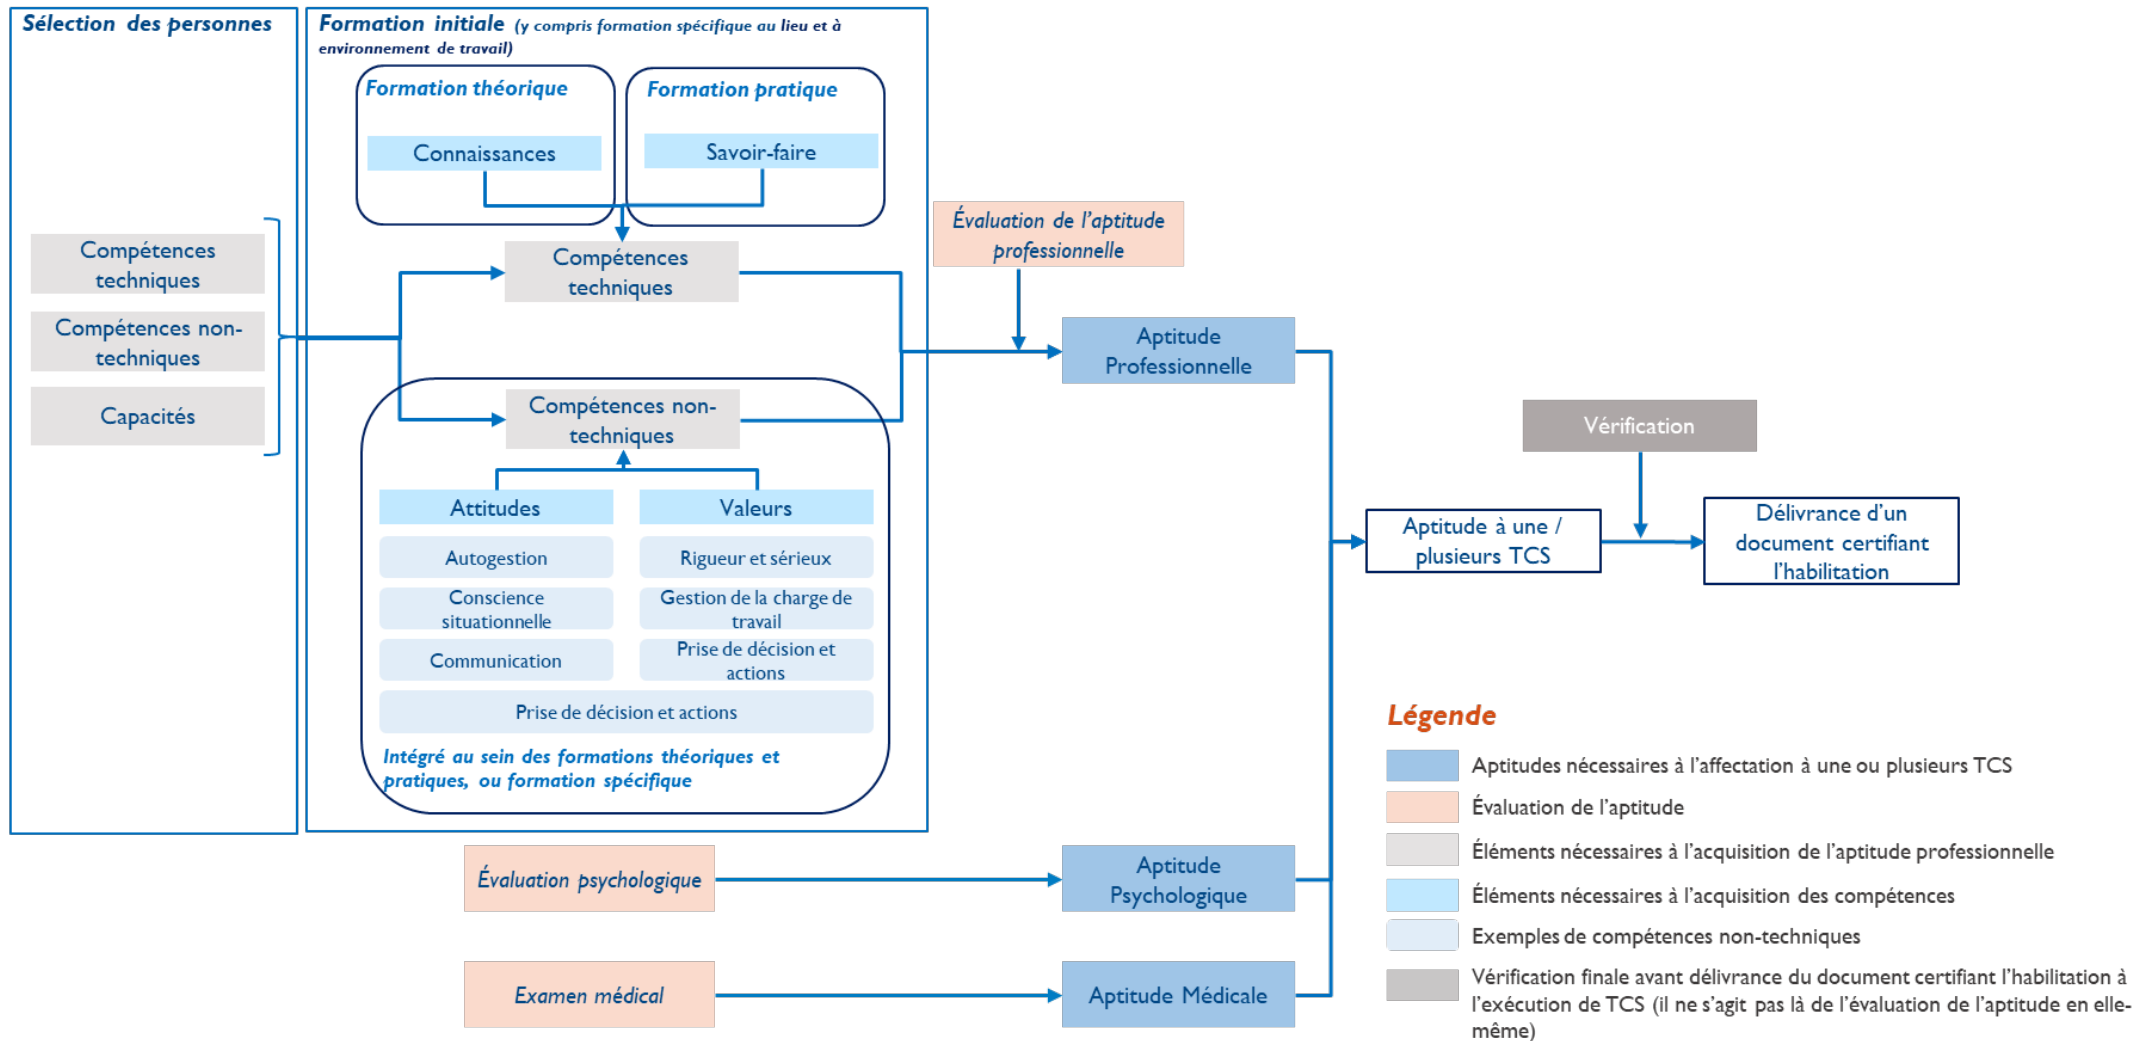 Sélection des personnes
Compétences
techniques
Compétences non-
techniques
Capacités
Formation initiale (y compris formation spécifique au lieu et à
environnement de travail)
Formation théorique
Connaissances
Formation pratique
Savoir-faire
Compétences
techniques
Compétences non-
techniques
Attitudes
Valeurs
Autogestion
Rigueur et sérieux
Conscience
situationnelle
Gestion de la charge de
travail
Communication
Prise de décision et
actions
Prise de décision et actions
Intégré au sein des formations théoriques et
pratiques, ou formation spécifique
Évaluation de l'aptitude
professionnelle
Aptitude
Professionnelle
Évaluation psychologique
Aptitude
Psychologique
Examen médical
Aptitude Médicale
Aptitude à une /
plusieurs TCS
Vérification
Délivrance d'un
document certifiant
l'habilitation
Légende
Aptitudes nécessaires à l'affectation à une ou plusieurs TCS
Évaluation de l'aptitude
Éléments nécessaires à l'acquisition de l'aptitude professionnelle
Éléments nécessaires à l'acquisition des compétences
Exemples de compétences non-techniques
Vérification finale avant délivrance du document certifiant l'habilitation à
l'exécution de TCS (il ne s'agit pas là de l'évaluation de l'aptitude en elle-
même)